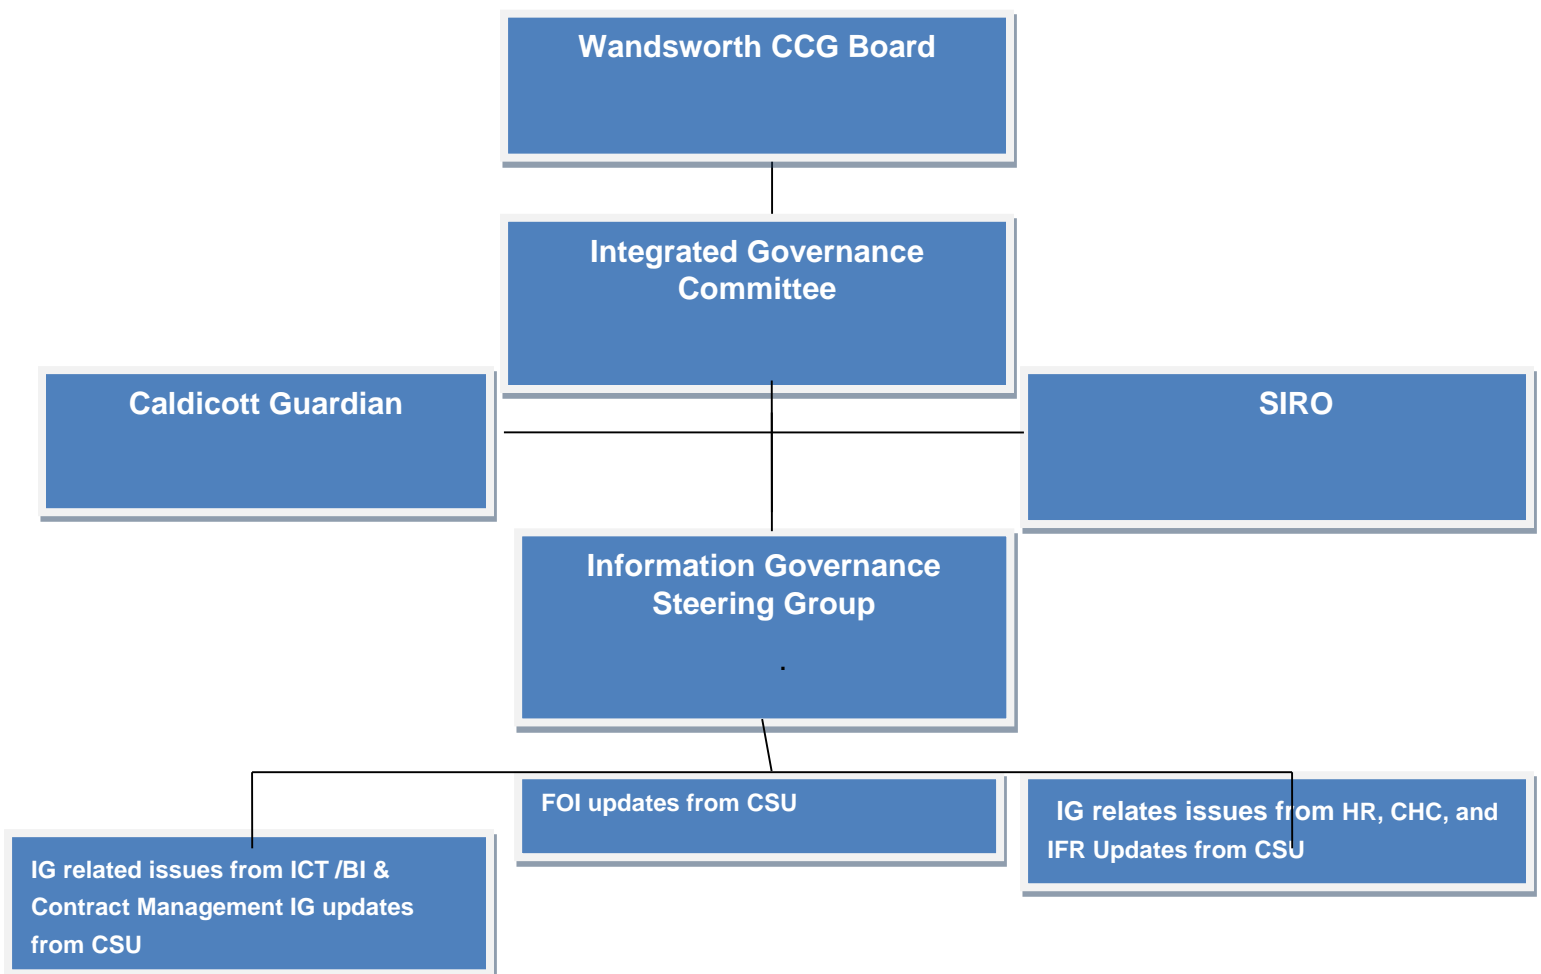 Wandsworth CCG Board
Integrated Governance
Committee
Caldicott Guardian
SIRO
Information Governance
Steering Group
.
FOI updates from CSU
IG relates issues from HR, CHC, and
IFR Updates from CSU
IG related issues from ICT /BI &
Contract Management IG updates
from CSU